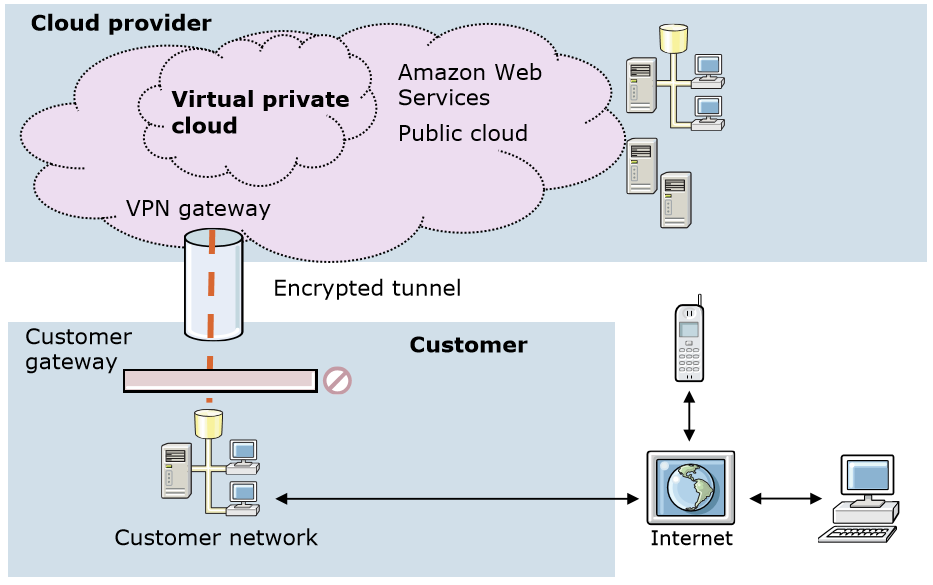 Cloud provider
Virtual private
cloud
Amazon Web
Services
Public cloud
VPN gateway
Encrypted tunnel
Customer
gateway
Customer
Customer network
Internet